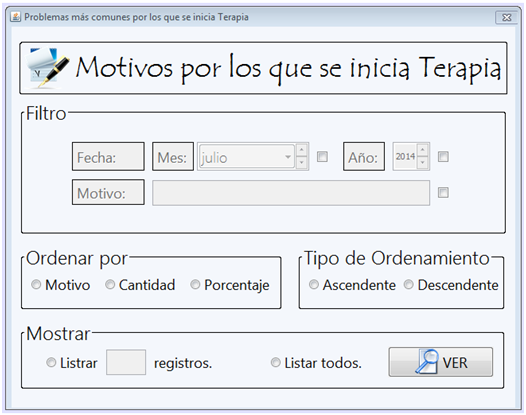 Problemas más comunes por los que se inicia Terapia
Motivos por los que se inicia Terapia
Filtro
Fecha: Mes: julio Año: 2014
Motivo:
Ordenar por
Motivo Cantidad Porcentaje
Tipo de Ordenamiento
Ascendente Descendente
Mostrar
Listrar registros. Listar todos. VER